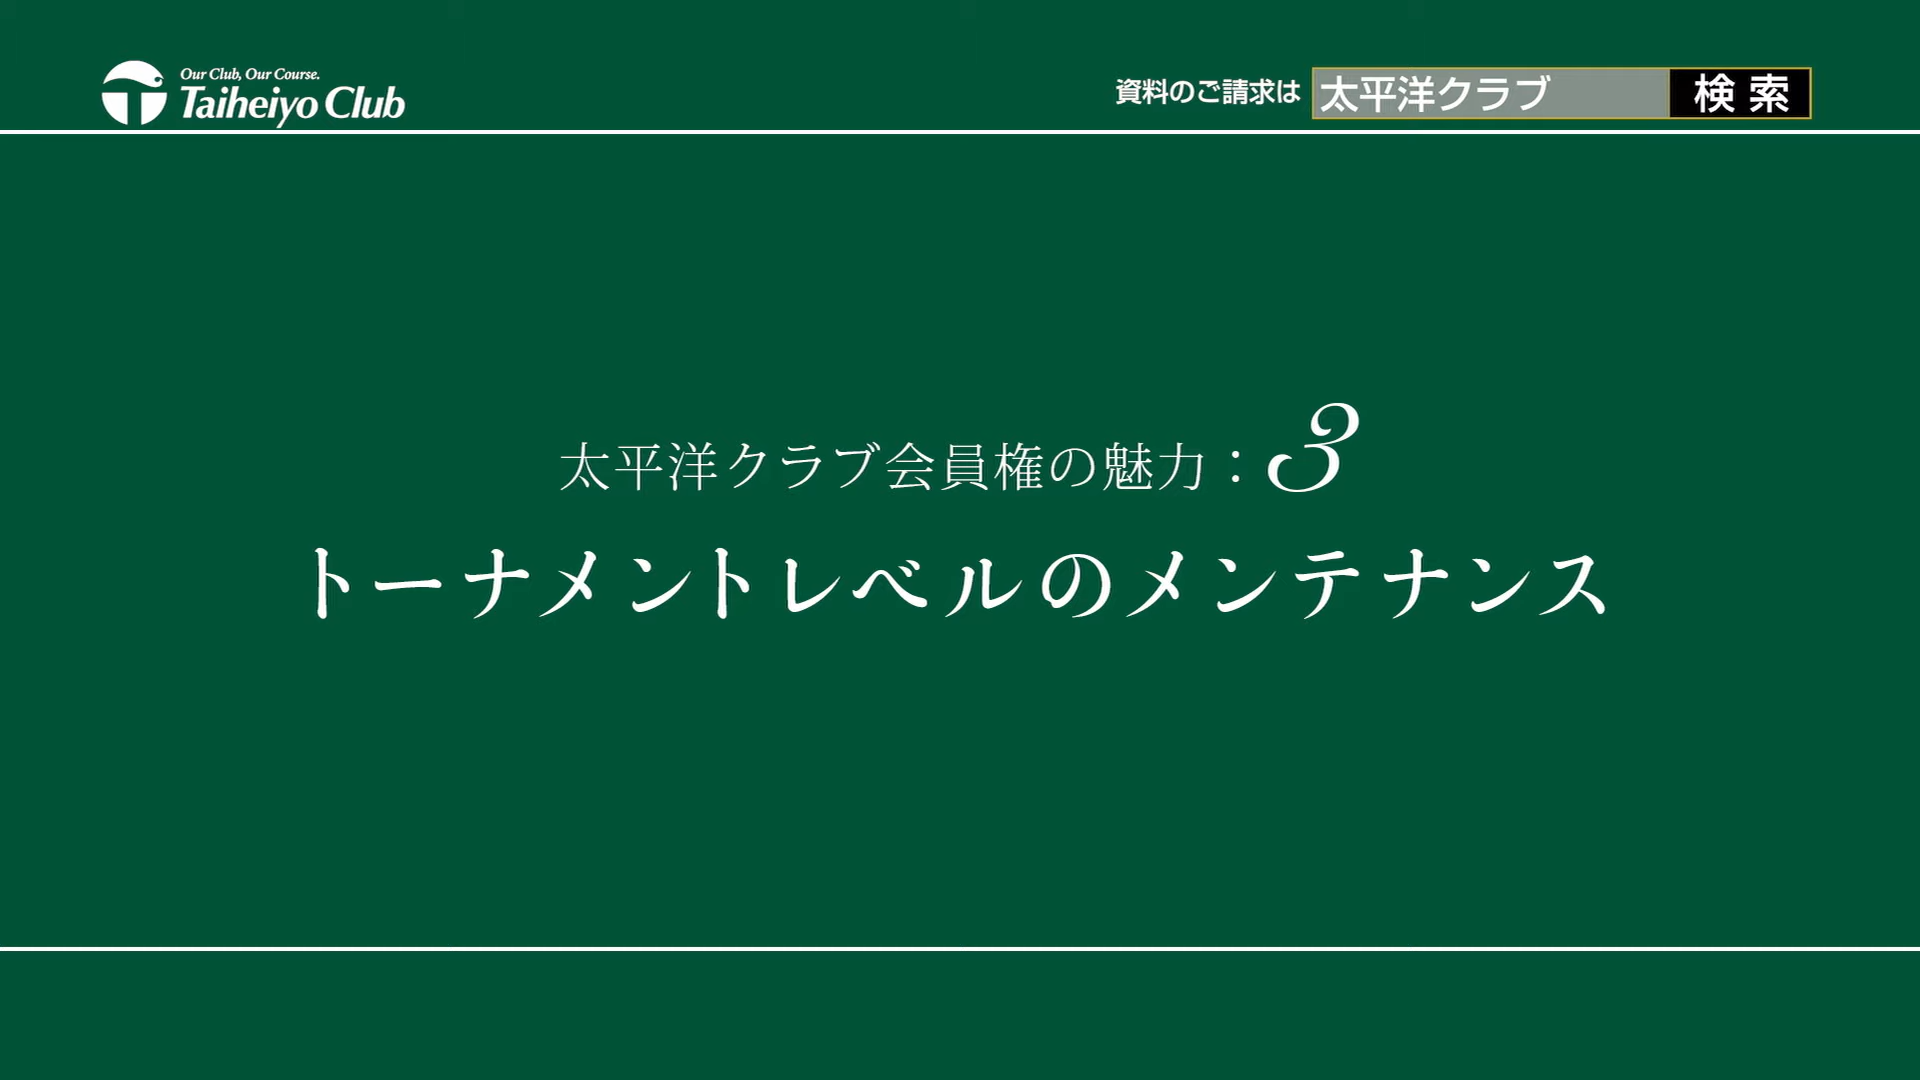 Our Club, Our Course.
Taiheiyo Club
資料のご請求は 太平洋クラブ 検索
太平洋クラブ会員権の魅力：3
トーナメントレベルのメンテナンス